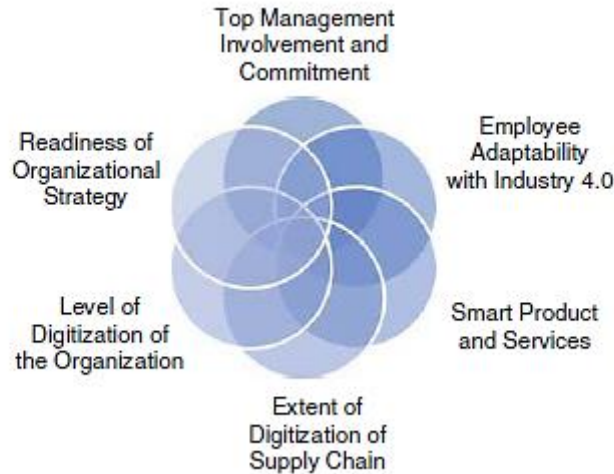 Top Management
Involvement and
Commitment
Employee
Adaptability
with Industry 4.0
Smart Product
and Services
Extent of
Digitization of
Supply Chain
Level of
Digitization of
the Organization
Readiness of
Organizational
Strategy